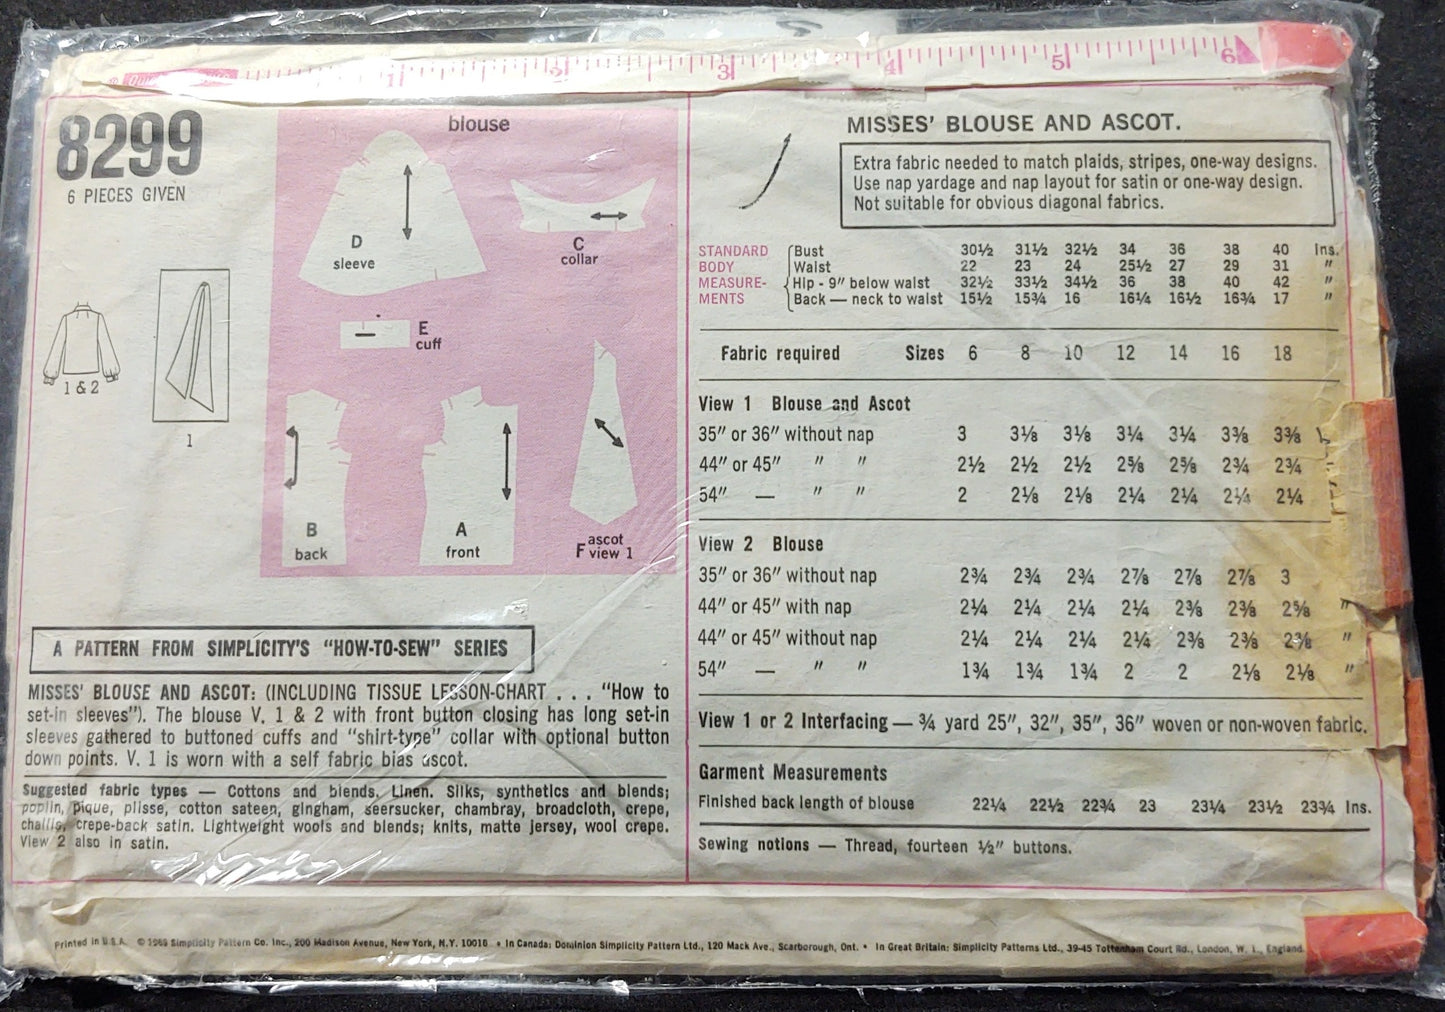 1 2 3 4 5 6
8299
6 PIECES GIVEN
1 & 2
1
blouse
D
sleeve
C
collar
E
cuff
B
back
A
front
F ascot
view 1
A PATTERN FROM SIMPLICITY'S "HOW-TO-SEW" SERIES
MISSES' BLOUSE AND ASCOT: (INCLUDING TISSUE LESSON-CHART . . . "How to
set-in sleeves"). The blouse V. 1 & 2 with front button closing has long set-in
sleeves gathered to buttoned cuffs and "shirt-type" collar with optional button
down points. V. 1 is worn with a self fabric bias ascot.
Suggested fabric types — Cottons and blends. Linen. Silks, synthetics and blends;
poplin, pique, plisse, cotton sateen, gingham, seersucker, chambray, broadcloth, crepe,
challis, crepe-back satin. Lightweight wools and blends; knits, matte jersey, wool crepe.
View 2 also in satin.
MISSES' BLOUSE AND ASCOT.
Extra fabric needed to match plaids, stripes, one-way designs.
Use nap yardage and nap layout for satin or one-way design.
Not suitable for obvious diagonal fabrics.
STANDARD Bust 30½ 31½ 32½ 34 36 38 40 Ins.
BODY Waist 22 23 24 25½ 27 29 31 "
MEASURE- Hip - 9" below waist 32½ 33½ 34½ 36 38 40 42 "
MENTS Back — neck to waist 15½ 15¾ 16 16¼ 16½ 16¾ 17 "
Fabric required Sizes 6 8 10 12 14 16 18
View 1 Blouse and Ascot
35" or 36" without nap 3 3⅛ 3⅛ 3¼ 3¼ 3⅜ 3⅜
44" or 45" " " 2½ 2½ 2½ 2⅝ 2⅝ 2¾ 2¾
54" — " " 2 2⅛ 2⅛ 2¼ 2¼ 2¼ 2¼
View 2 Blouse
35" or 36" without nap 2¾ 2¾ 2¾ 2⅞ 2⅞ 2⅞ 3
44" or 45" with nap 2¼ 2¼ 2¼ 2¼ 2⅜ 2⅜ "
44" or 45" without nap 2¼ 2¼ 2¼ 2¼ 2⅜ 2⅜ 2⅜ "
54" — " " 1¾ 1¾ 1¾ 2 2 2⅛ 2⅛ "
View 1 or 2 Interfacing — ¾ yard 25", 32", 35", 36" woven or non-woven fabric.
Garment Measurements
Finished back length of blouse 22¼ 22½ 22¾ 23 23¼ 23½ 23¾ Ins.
Sewing notions — Thread, fourteen ½" buttons.
Printed in U.S.A. © 1969 Simplicity Pattern Co. Inc., 200 Madison Avenue, New York, N.Y. 10016 • In Canada: Dominion Simplicity Pattern Ltd., 120 Mack Ave., Scarborough, Ont. • In Great Britain: Simplicity Patterns Ltd., 39-45 Tottenham Court Rd., London, W. 1., England.